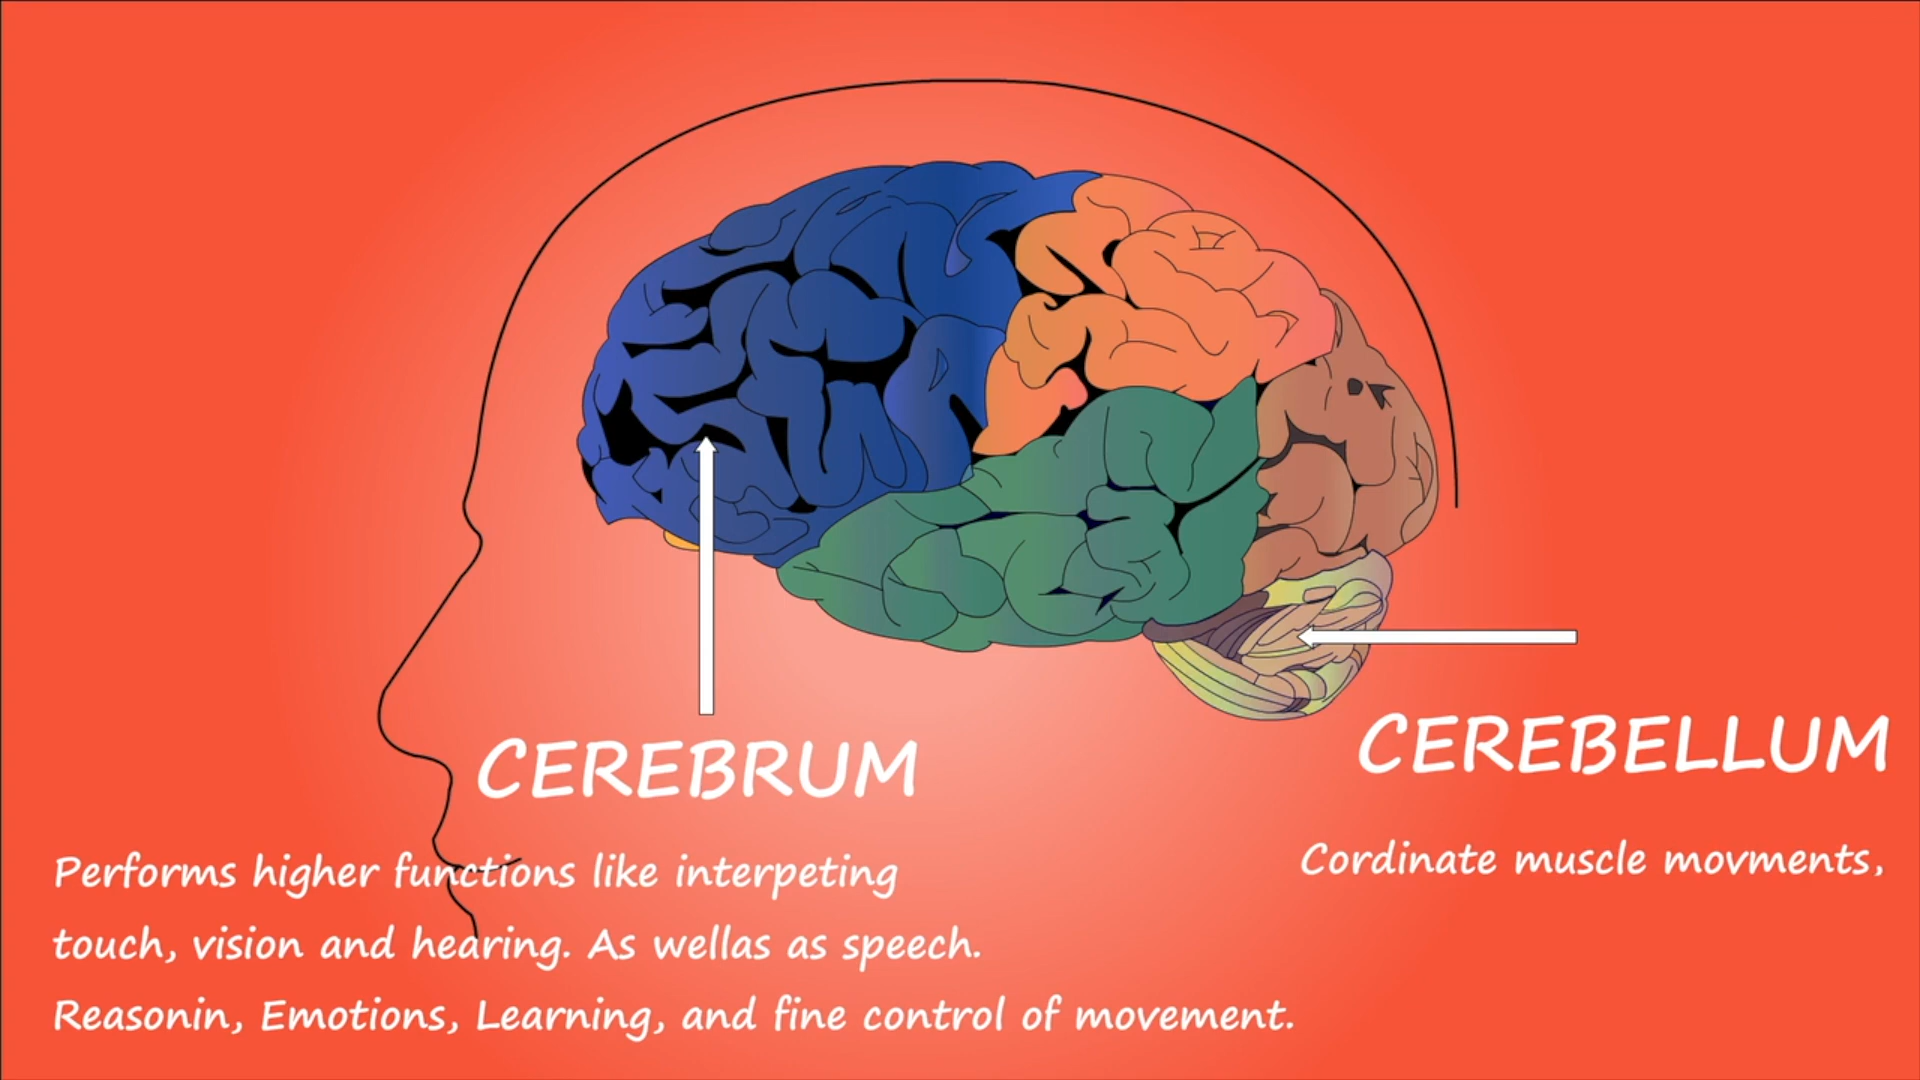 CEREBRUM
Performs higher functions like interpeting
touch, vision and hearing. As wellas as speech.
Reasonin, Emotions, Learning, and fine control of movement.
CEREBELLUM
Cordinate muscle movments,